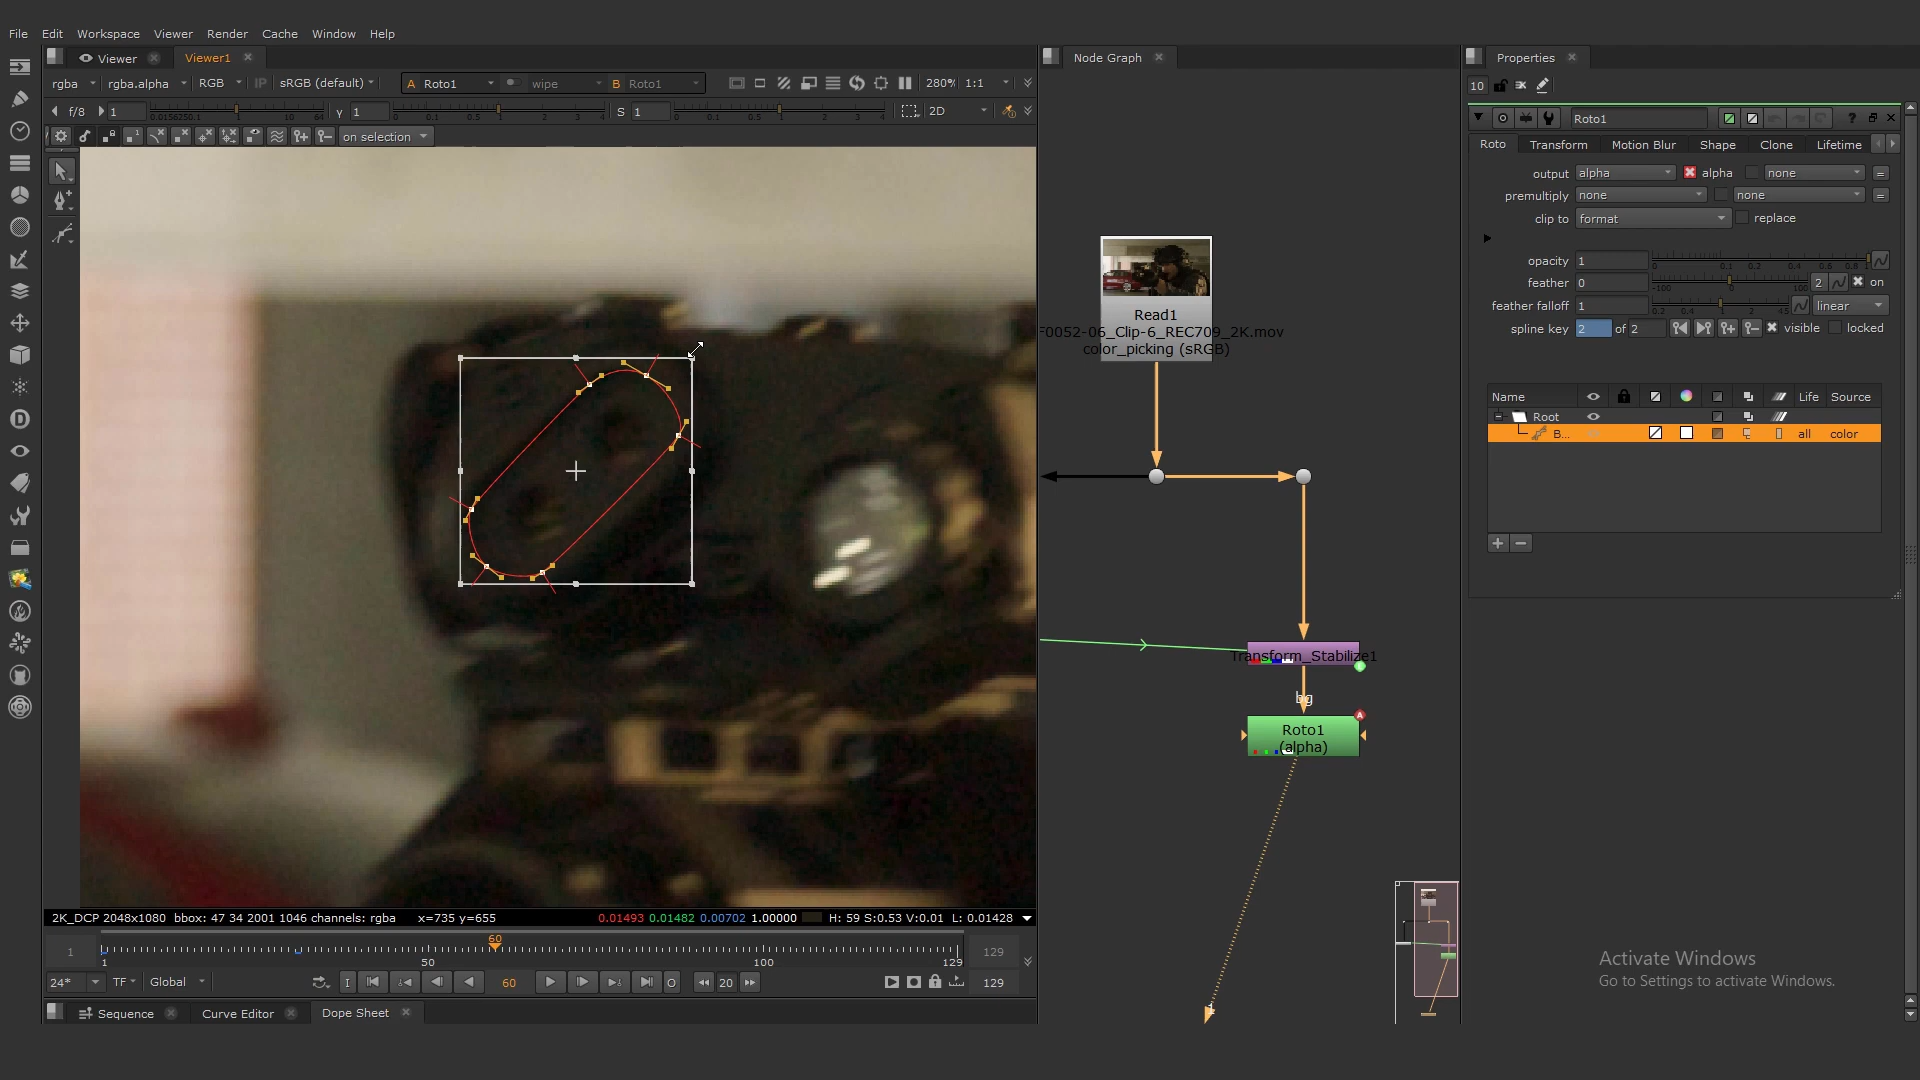 File Edit Workspace Viewer Render Cache Window Help
Viewer Viewer1
rgba rgba.alpha RGB IP sRGB (default) A Roto1 wipe B Roto1 280% 1:1
f/8 1 γ 1 S 1 2D
on selection
2K_DCP 2048x1080 bbox: 47 34 2001 1046 channels: rgba x=735 y=655 0.01493 0.01482 0.00702 1.00000 H: 59 S:0.53 V:0.01 L: 0.01428
1 60 129
1 50 100 129
24* TF Global I 60 O 20 129
Sequence Curve Editor Dope Sheet
Node Graph
Read1
F0052-06_Clip-6_REC709_2K.mov
color_picking (sRGB)
Transform_Stabilize1
bg
Roto1
(alpha)
1
Properties
10
Roto1
Roto Transform Motion Blur Shape Clone Lifetime
output alpha alpha none
premultiply none none
clip to format replace
opacity 1
feather 0 2 on
feather falloff 1 linear
spline key 2 of 2 visible locked
Name Life Source
Root
B... all color
Activate Windows
Go to Settings to activate Windows.